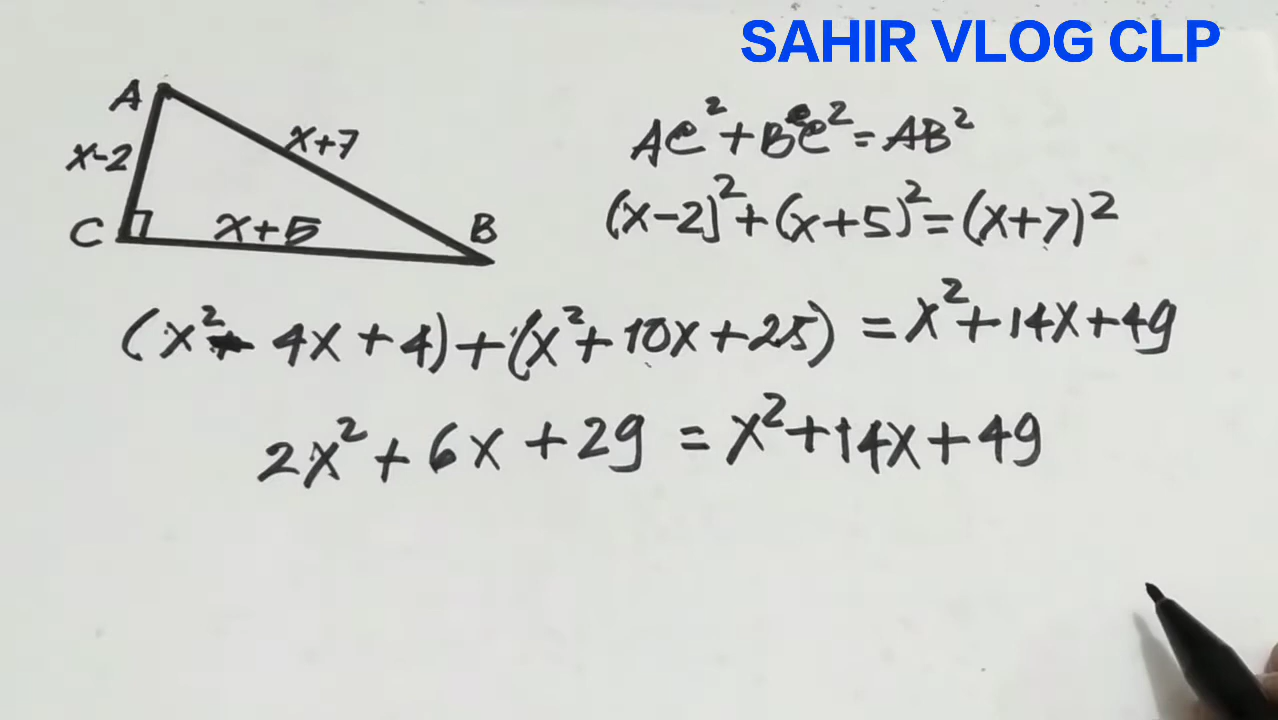 SAHIR VLOG CLP
A
x+7
x-2
C
x+5
B
AC²+BC²=AB²
(x-2)²+(x+5)²=(x+7)²
(x²-4x+4)+(x²+10x+25)=x²+14x+49
2x²+6x+29=x²+14x+49